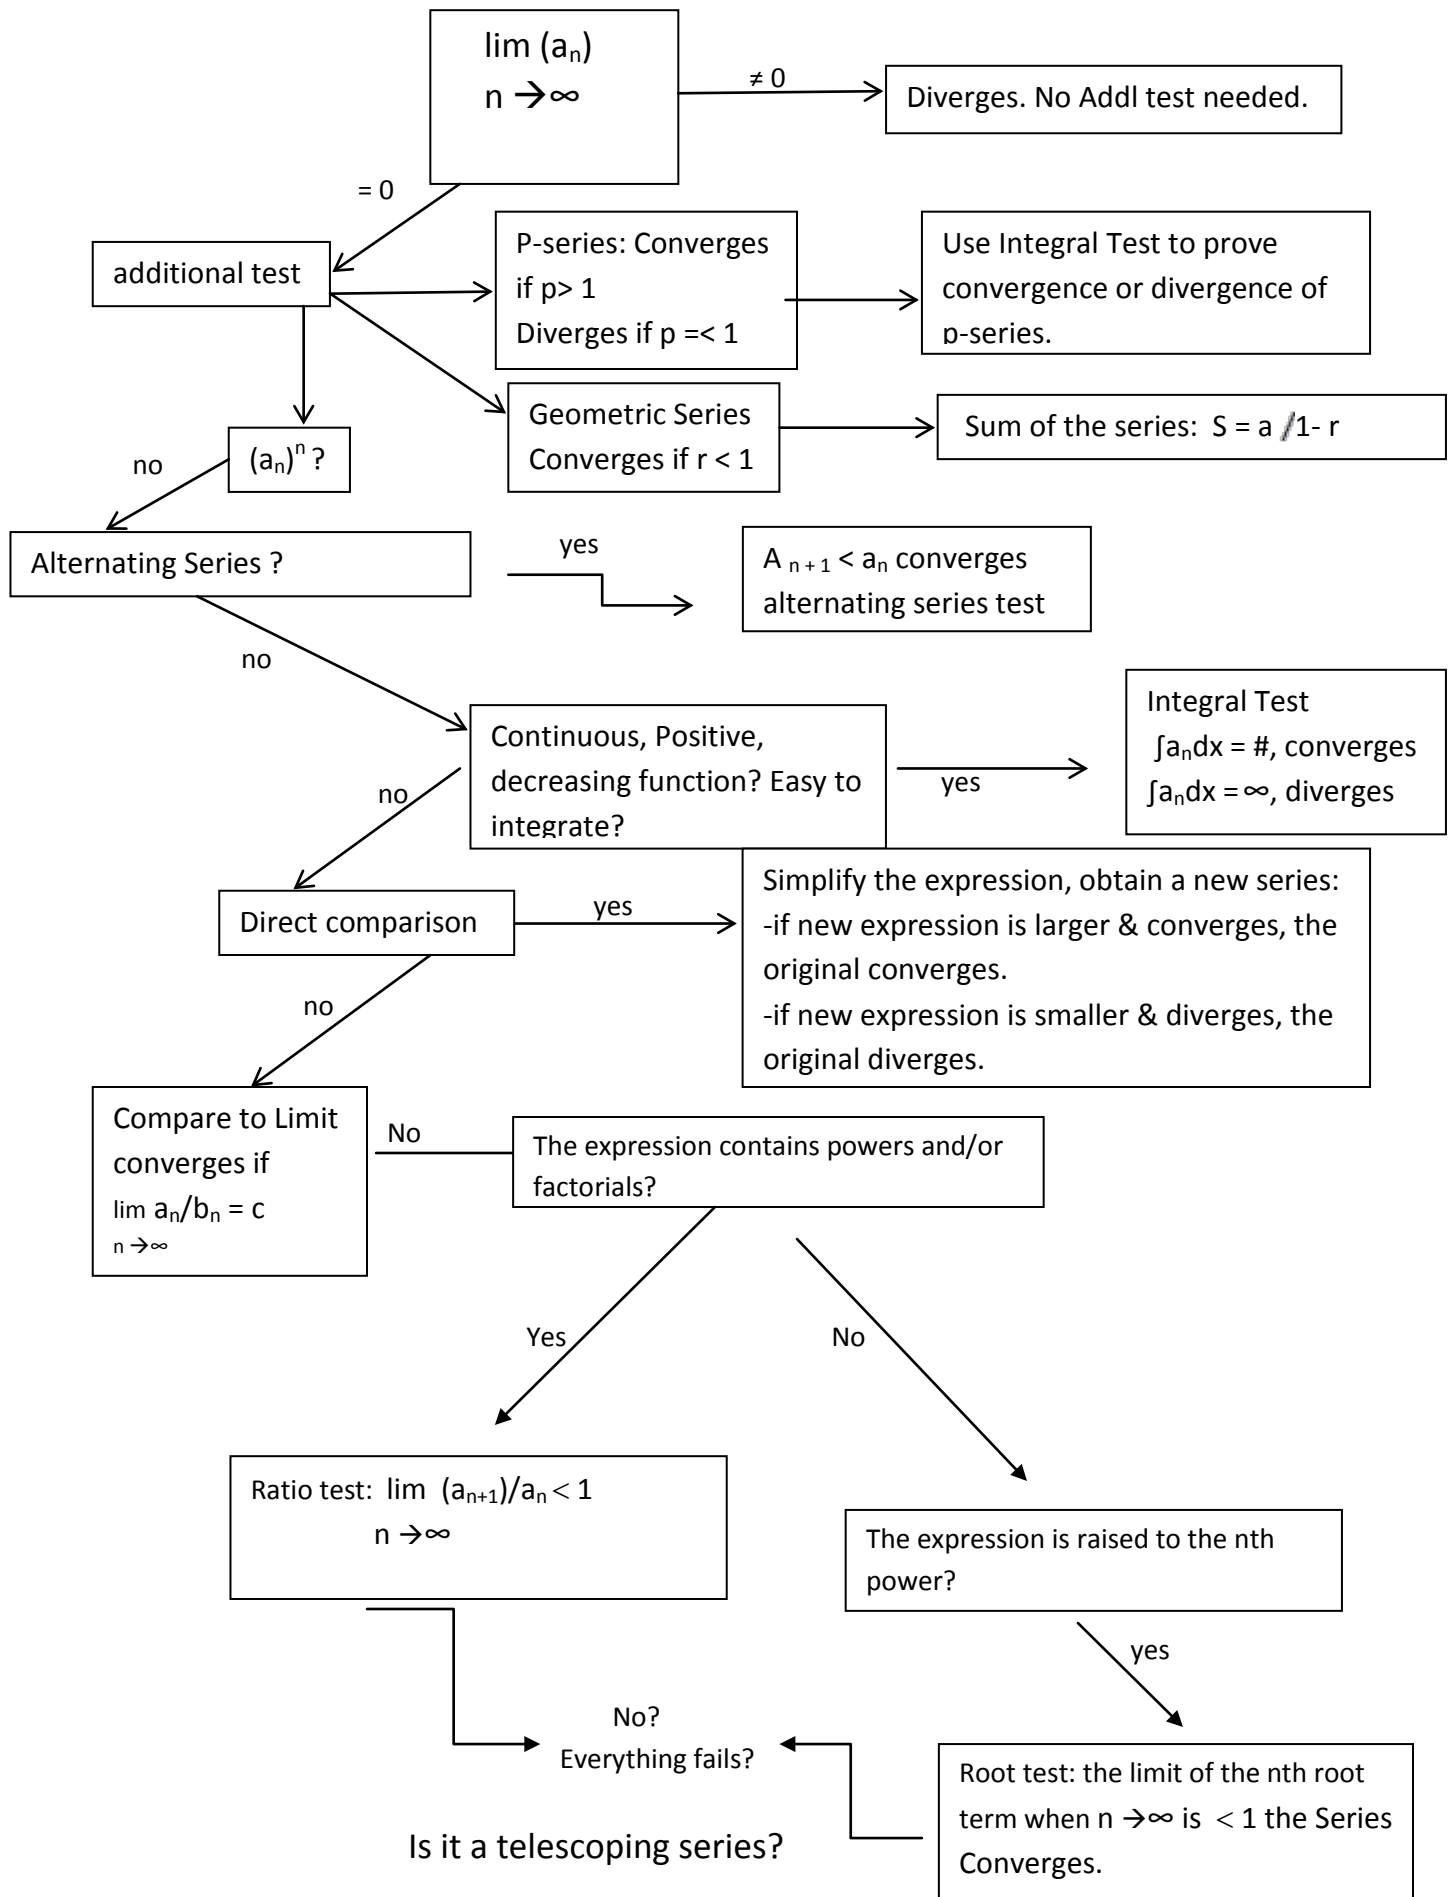 lim (aₙ)
n →∞
≠ 0
Diverges. No Addl test needed.
= 0
additional test
P-series: Converges
if p> 1
Diverges if p =< 1
Use Integral Test to prove
convergence or divergence of
p-series.
Geometric Series
Converges if r < 1
Sum of the series:  S = a /1- r
(aₙ)ⁿ ?
no
Alternating Series ?
yes
A ₙ ₊ ₁ < aₙ converges
alternating series test
no
Continuous, Positive,
decreasing function? Easy to
integrate?
yes
Integral Test
∫aₙdx = #, converges
∫aₙdx = ∞, diverges
no
Direct comparison
yes
Simplify the expression, obtain a new series:
-if new expression is larger & converges, the
original converges.
-if new expression is smaller & diverges, the
original diverges.
no
Compare to Limit
converges if
lim aₙ/bₙ = c
n →∞
No
The expression contains powers and/or
factorials?
Yes
No
Ratio test:  lim  (aₙ₊₁)/aₙ < 1
n →∞
The expression is raised to the nth
power?
yes
No?
Everything fails?
Root test: the limit of the nth root
term when n →∞ is  < 1 the Series
Converges.
Is it a telescoping series?